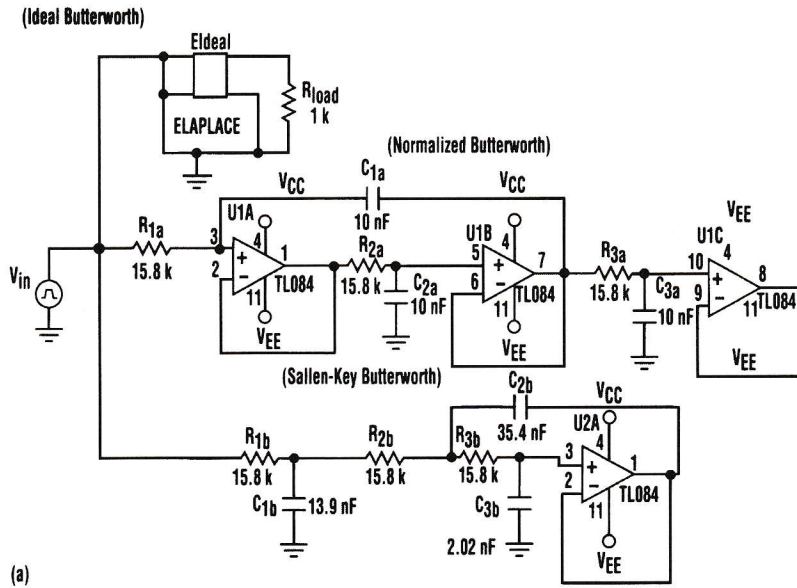 (Ideal Butterworth)
EIdeal
Rload
1 k
ELAPLACE
(Normalized Butterworth)
C1a
VCC
VCC
10 nF
VEE
R1a
U1A
U1B
U1C
15.8 k
3
4
1
2
11
+
−
TL084
VEE
R2a
15.8 k
C2a
10 nF
5
4
7
6
11
+
−
TL084
VEE
R3a
15.8 k
C3a
10 nF
10
4
8
9
11
+
−
TL084
VEE
Vin
(Sallen-Key Butterworth)
C2b
35.4 nF
VCC
U2A
R1b
15.8 k
R2b
15.8 k
R3b
15.8 k
C1b
13.9 nF
C3b
2.02 nF
3
4
1
2
11
+
−
TL084
VEE
(a)